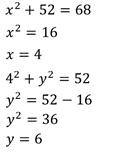 x² + 52 = 68
x² = 16
x = 4
4² + y² = 52
y² = 52 − 16
y² = 36
y = 6